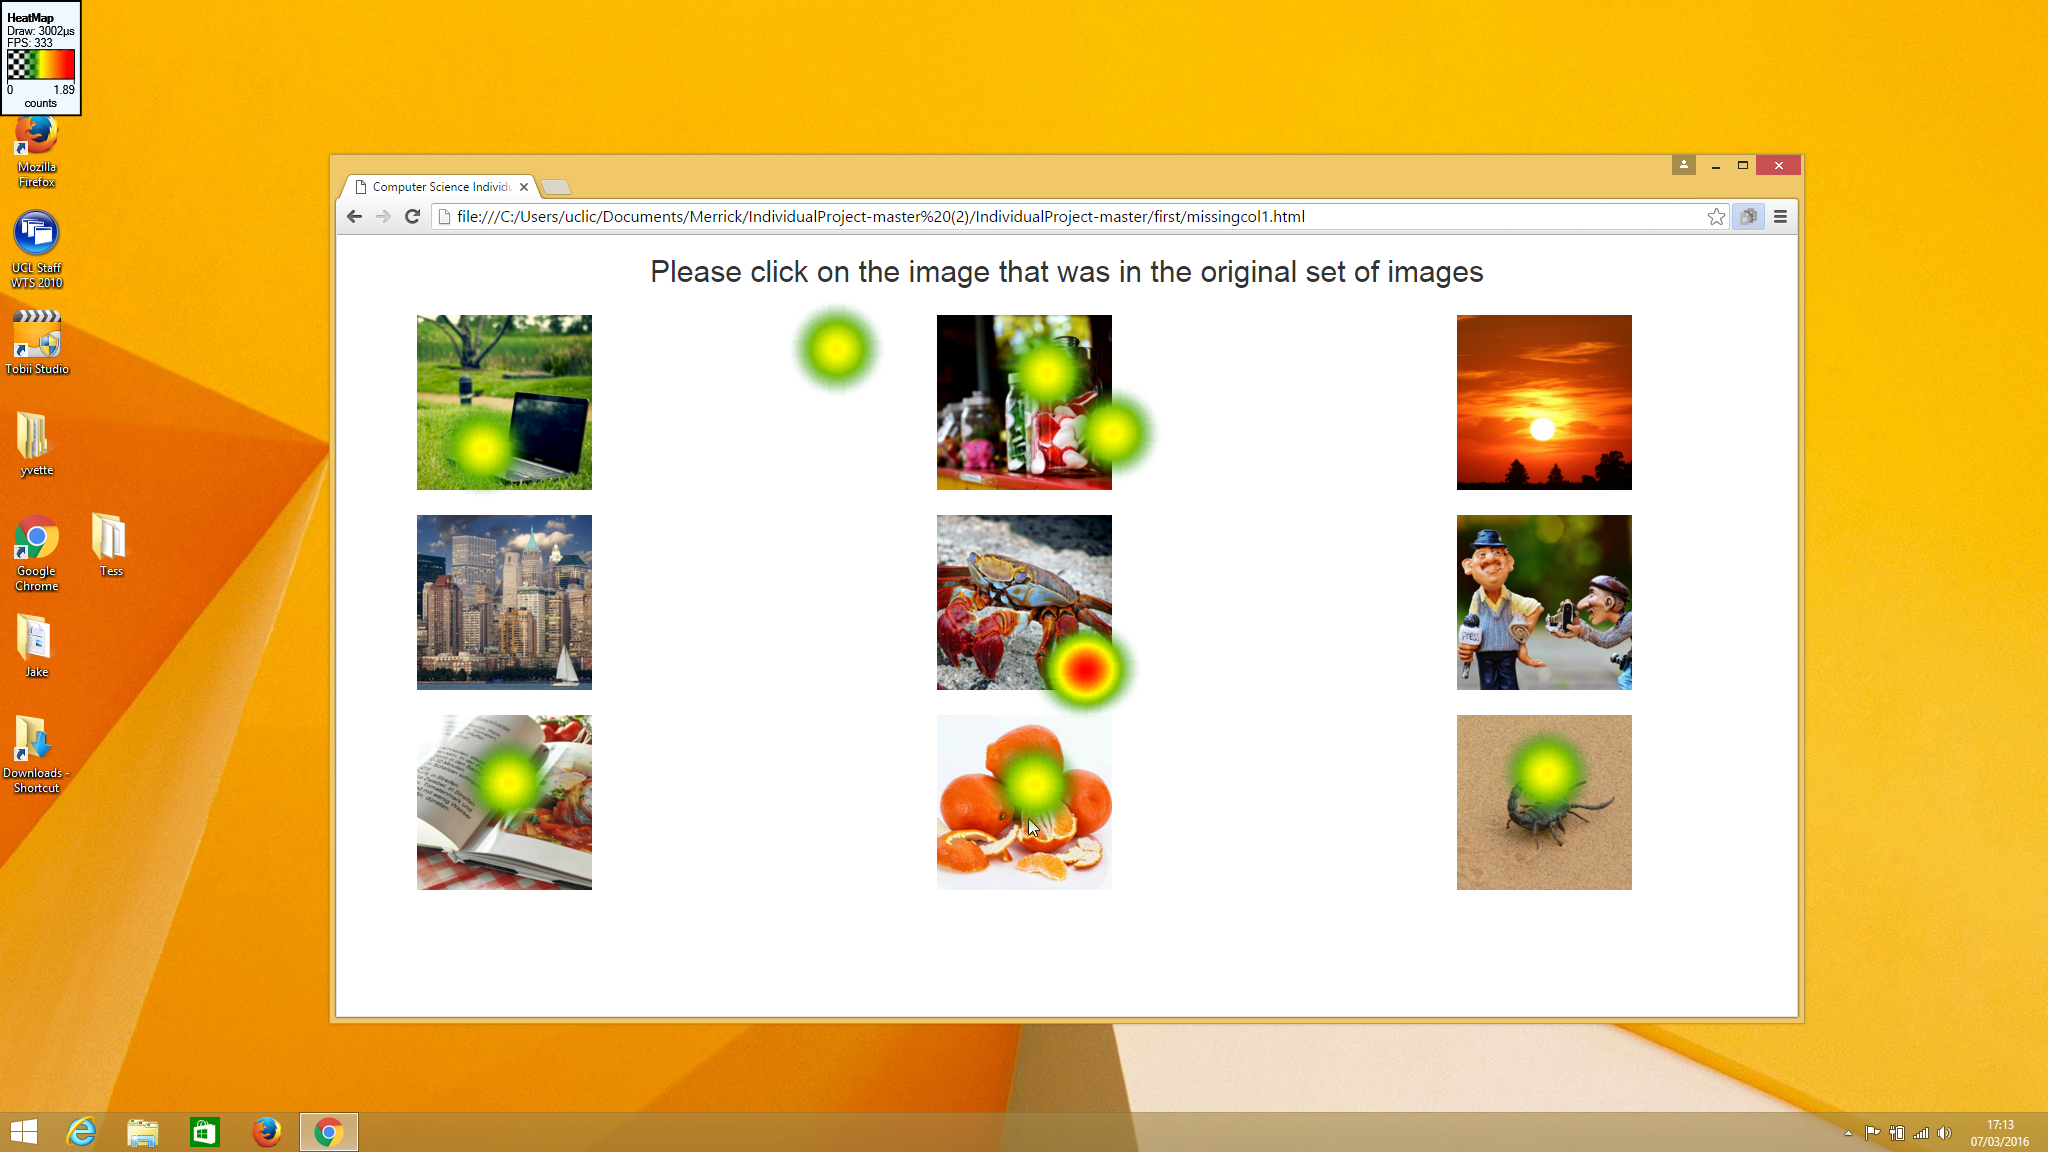 HeatMap
Draw: 3002µs
FPS: 333
0 1.89
counts
Mozilla
Firefox
UCL Staff
WTS 2010
Tobii Studio
yvette
Google
Chrome
Tess
Jake
Downloads -
Shortcut
Computer Science Individu
file:///C:/Users/uclic/Documents/Merrick/IndividualProject-master%20(2)/IndividualProject-master/first/missingcol1.html
Please click on the image that was in the original set of images
Press
17:13
07/03/2016